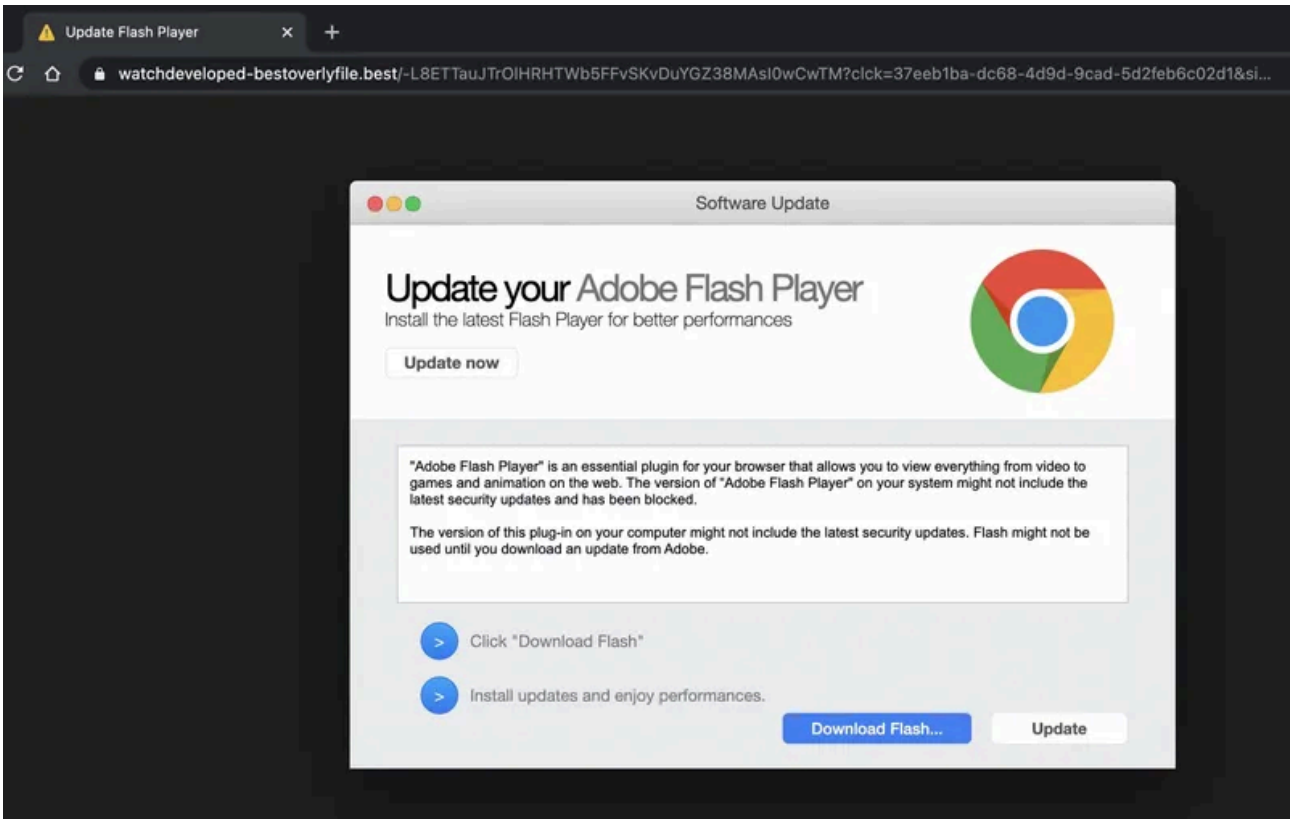 Update Flash Player
watchdeveloped-bestoverlyfile.best/-L8ETTauJTrOlHRHTWb5FFvSKvDuYGZ38MAsI0wCwTM?clck=37eeb1ba-dc68-4d9d-9cad-5d2feb6c02d1&si...
Software Update
Update your Adobe Flash Player
Install the latest Flash Player for better performances
Update now
"Adobe Flash Player" is an essential plugin for your browser that allows you to view everything from video to
games and animation on the web. The version of "Adobe Flash Player" on your system might not include the
latest security updates and has been blocked.
The version of this plug-in on your computer might not include the latest security updates. Flash might not be
used until you download an update from Adobe.
> Click "Download Flash"
> Install updates and enjoy performances.
Download Flash... Update